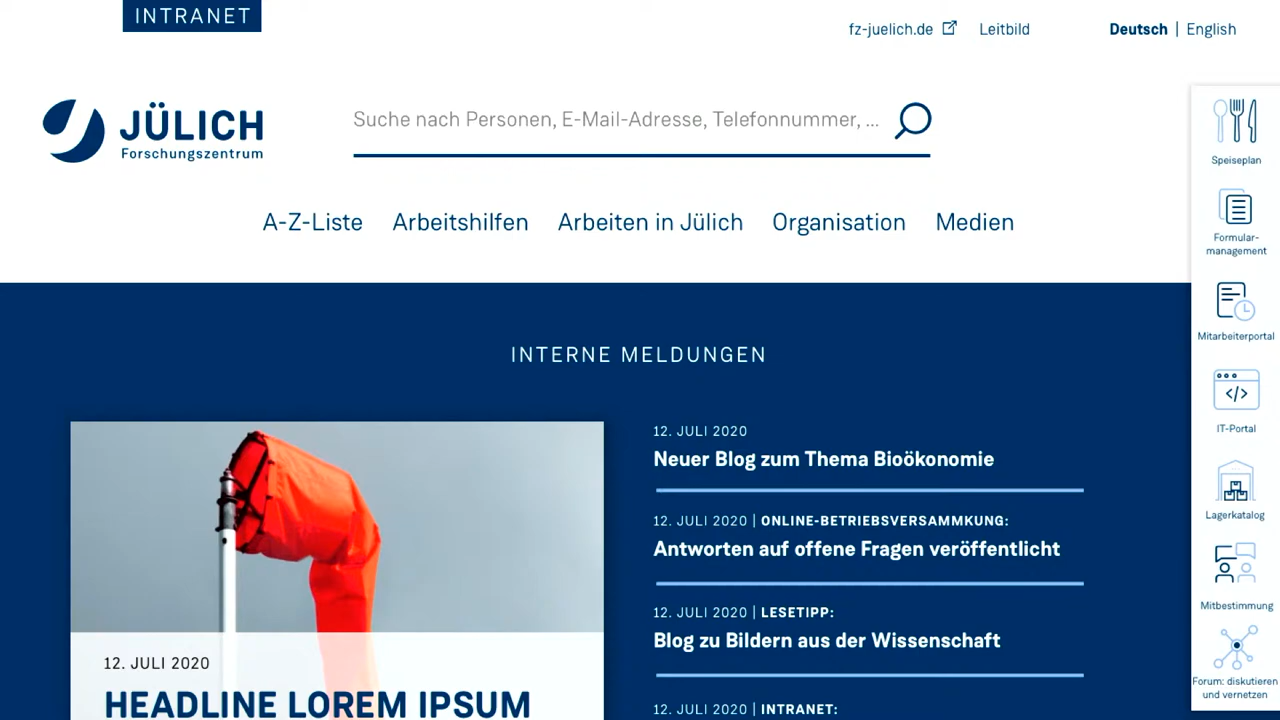 INTRANET
fz-juelich.de
Leitbild
Deutsch | English
JÜLICH
Forschungszentrum
Suche nach Personen, E-Mail-Adresse, Telefonnummer, ...
A-Z-Liste
Arbeitshilfen
Arbeiten in Jülich
Organisation
Medien
INTERNE MELDUNGEN
12. JULI 2020
HEADLINE LOREM IPSUM
12. JULI 2020
Neuer Blog zum Thema Bioökonomie
12. JULI 2020 | ONLINE-BETRIEBSVERSAMMKUNG:
Antworten auf offene Fragen veröffentlicht
12. JULI 2020 | LESETIPP:
Blog zu Bildern aus der Wissenschaft
12. JULI 2020 | INTRANET:
Speiseplan
Formular-
management
Mitarbeiterportal
</>
IT-Portal
Lagerkatalog
Mitbestimmung
Forum: diskutieren
und vernetzen